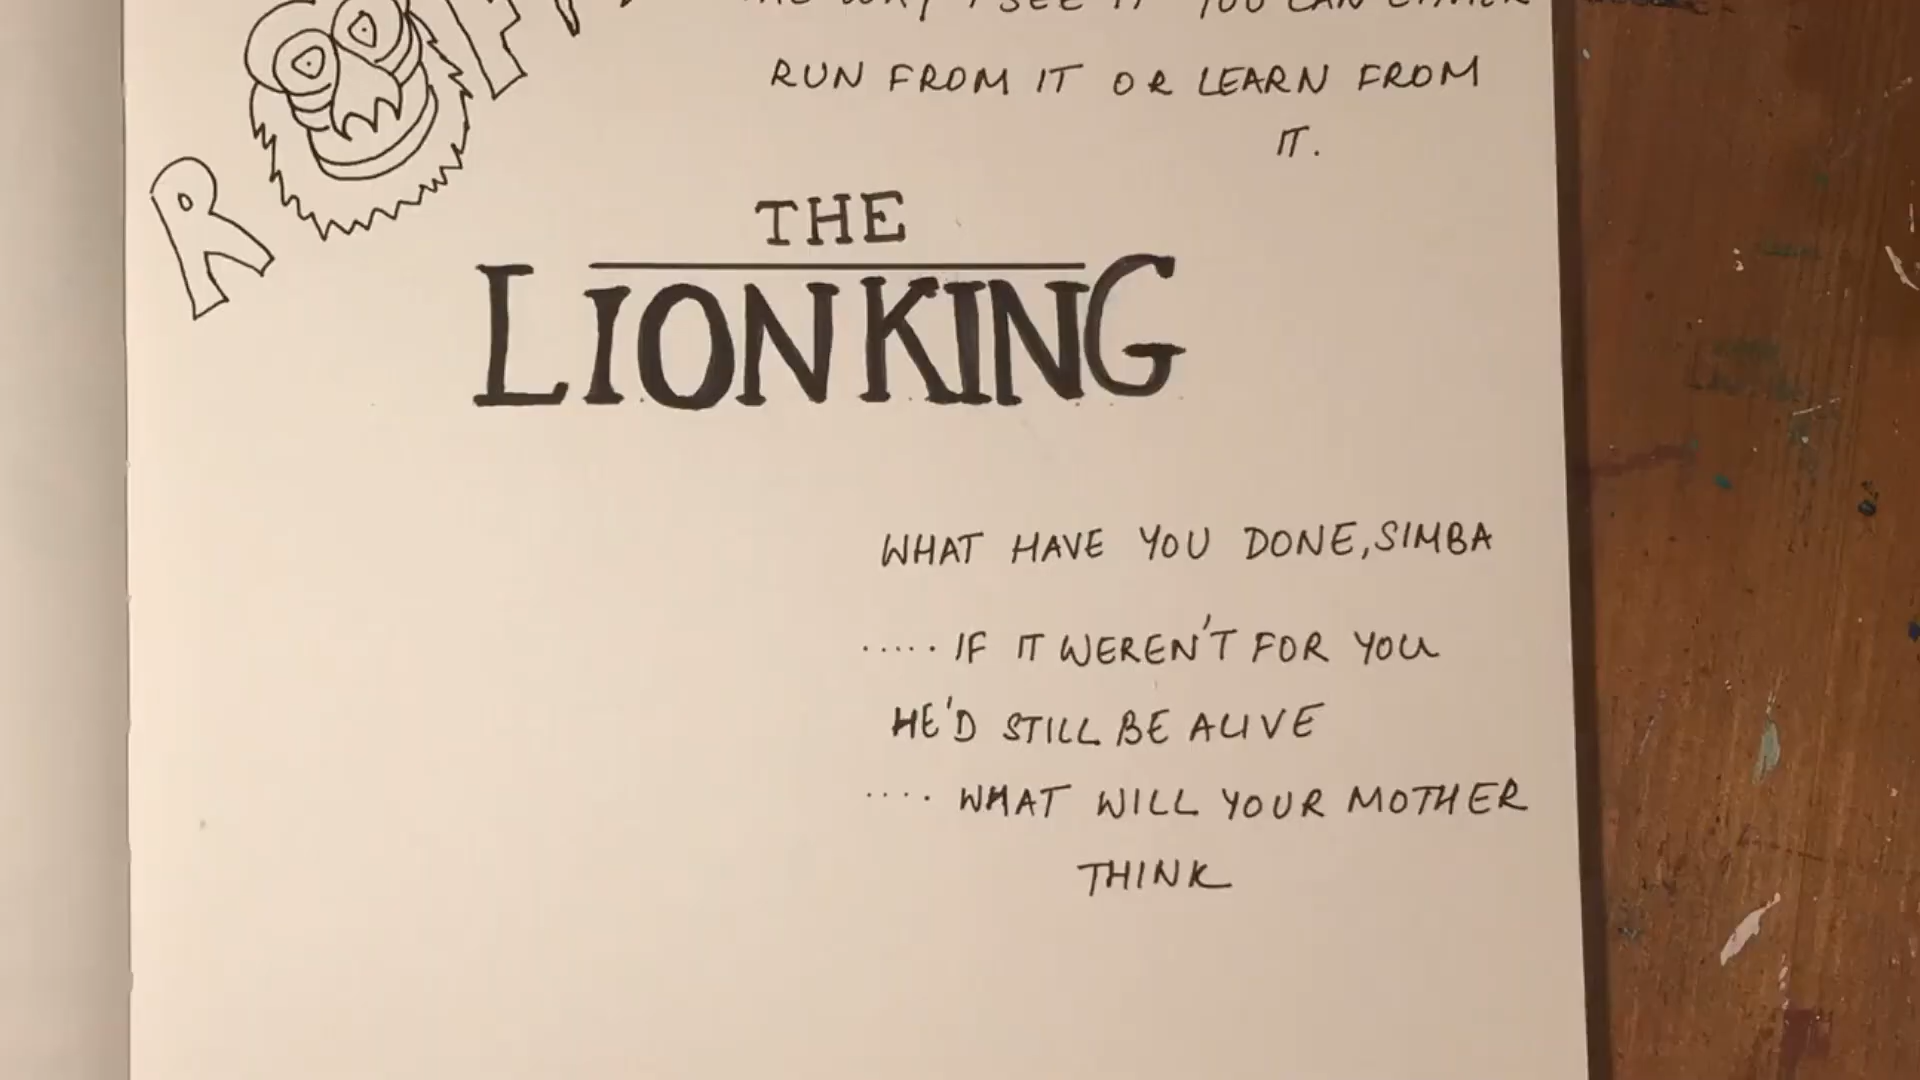 R
RUN FROM IT OR LEARN FROM
IT.
THE
LION KING
WHAT HAVE YOU DONE, SIMBA
..... IF IT WEREN'T FOR YOU
HE'D STILL BE ALIVE
.... WHAT WILL YOUR MOTHER
THINK